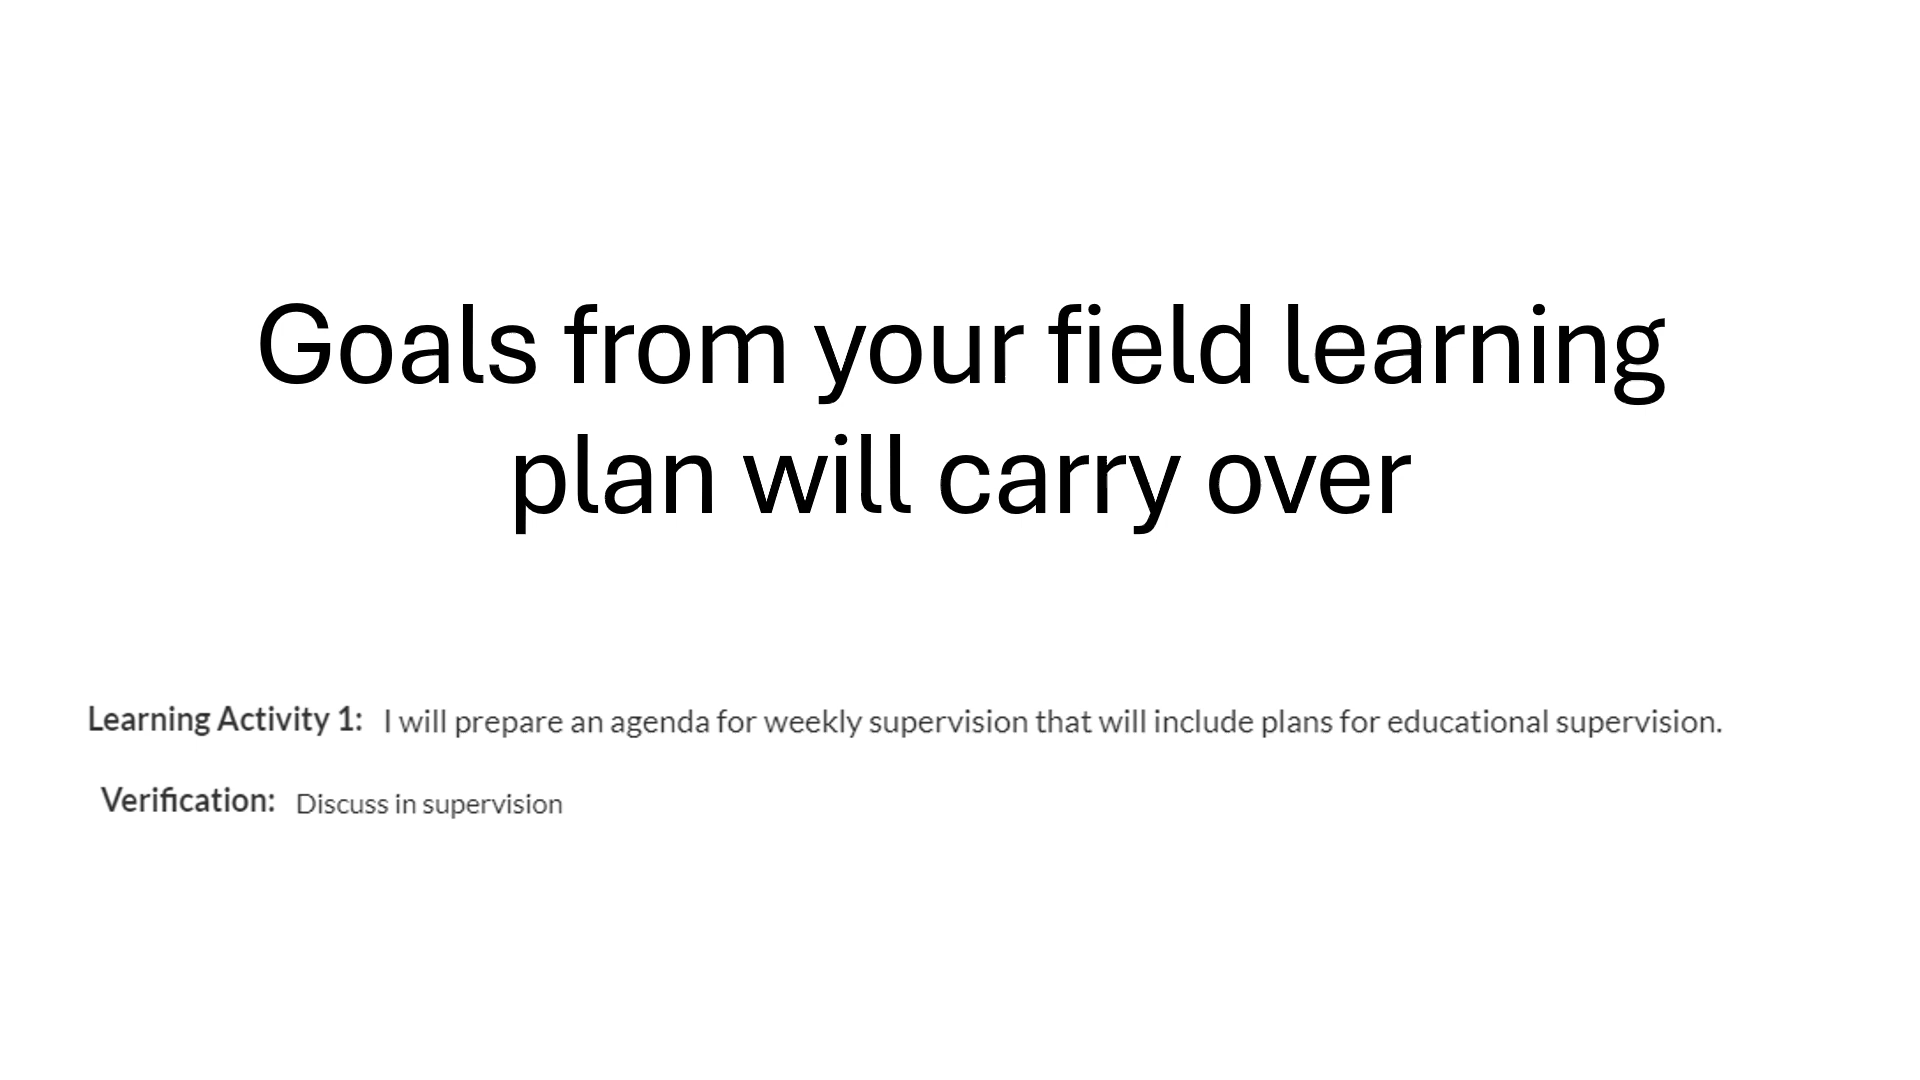 Goals from your field learning
plan will carry over
Learning Activity 1: I will prepare an agenda for weekly supervision that will include plans for educational supervision.
Verification: Discuss in supervision